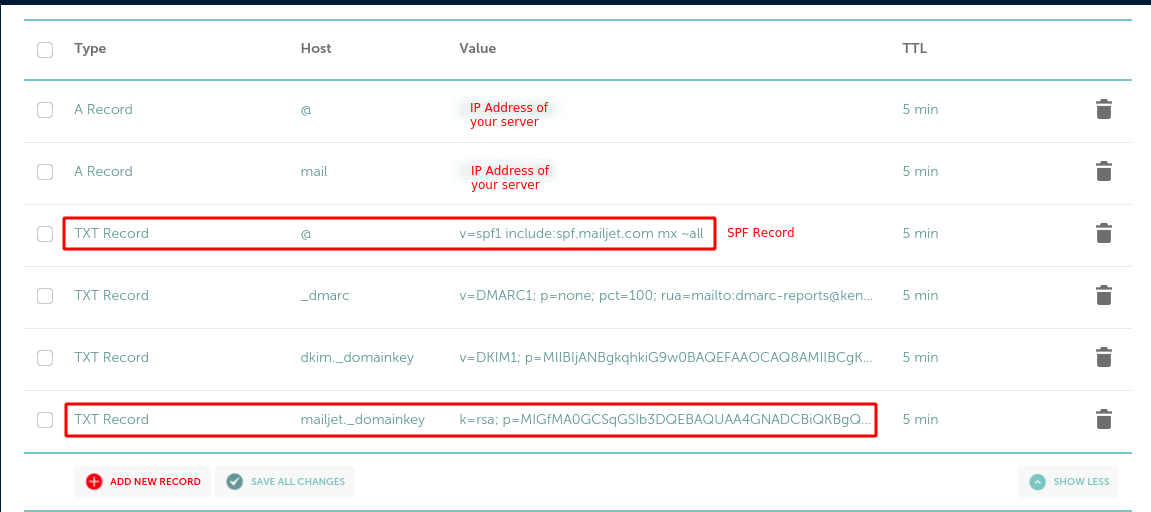 Type Host Value TTL
A Record @ IP Address of your server 5 min
A Record mail IP Address of your server 5 min
TXT Record @ v=spf1 include:spf.mailjet.com mx ~all SPF Record 5 min
TXT Record _dmarc v=DMARC1; p=none; pct=100; rua=mailto:dmarc-reports@ken... 5 min
TXT Record dkim._domainkey v=DKIM1; p=MIIBIjANBgkqhkiG9w0BAQEFAAOCAQ8AMIIBCgK... 5 min
TXT Record mailjet._domainkey k=rsa; p=MIGfMA0GCSqGSIb3DQEBAQUAA4GNADCBiQKBgQ... 5 min
ADD NEW RECORD SAVE ALL CHANGES SHOW LESS